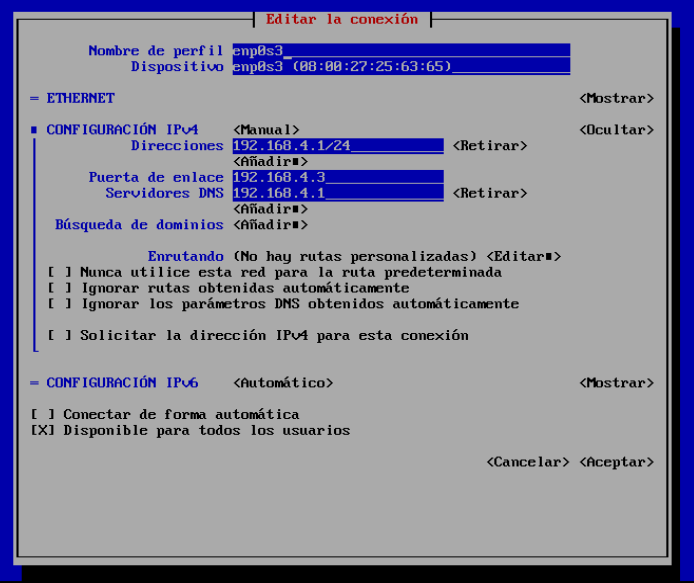 Editar la conexión
Nombre de perfil enp0s3
Dispositivo enp0s3 (08:00:27:25:63:65)
= ETHERNET <Mostrar>
CONFIGURACIÓN IPv4 <Manual> <Ocultar>
Direcciones 192.168.4.1/24 <Retirar>
<Añadir>
Puerta de enlace 192.168.4.3
Servidores DNS 192.168.4.1 <Retirar>
<Añadir>
Búsqueda de dominios <Añadir>
Enrutando (No hay rutas personalizadas) <Editar>
[ ] Nunca utilice esta red para la ruta predeterminada
[ ] Ignorar rutas obtenidas automáticamente
[ ] Ignorar los parámetros DNS obtenidos automáticamente
[ ] Solicitar la dirección IPv4 para esta conexión
= CONFIGURACIÓN IPv6 <Automático> <Mostrar>
[ ] Conectar de forma automática
[X] Disponible para todos los usuarios
<Cancelar> <Aceptar>